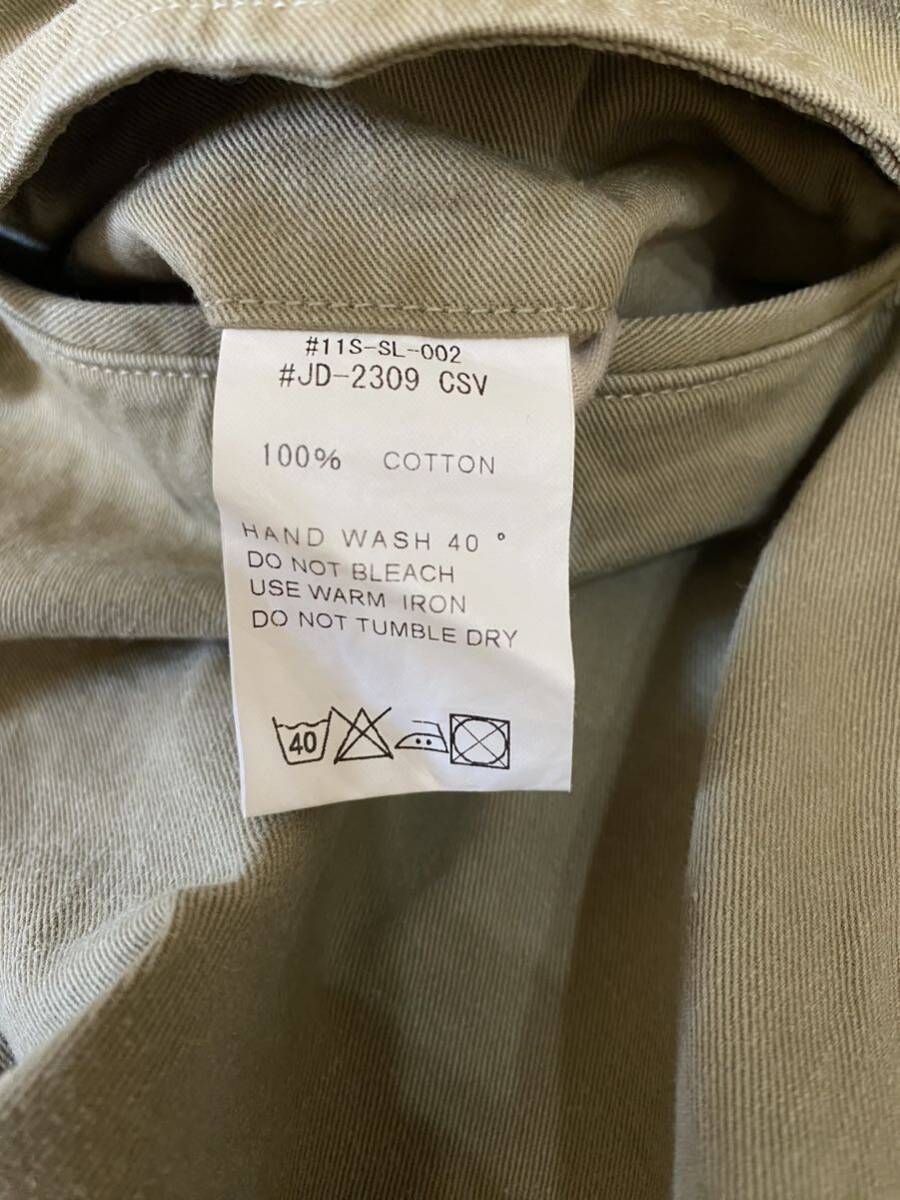 #11S-SL-002
#JD-2309 CSV
100% COTTON
HAND WASH 40 °
DO NOT BLEACH
USE WARM IRON
DO NOT TUMBLE DRY
40